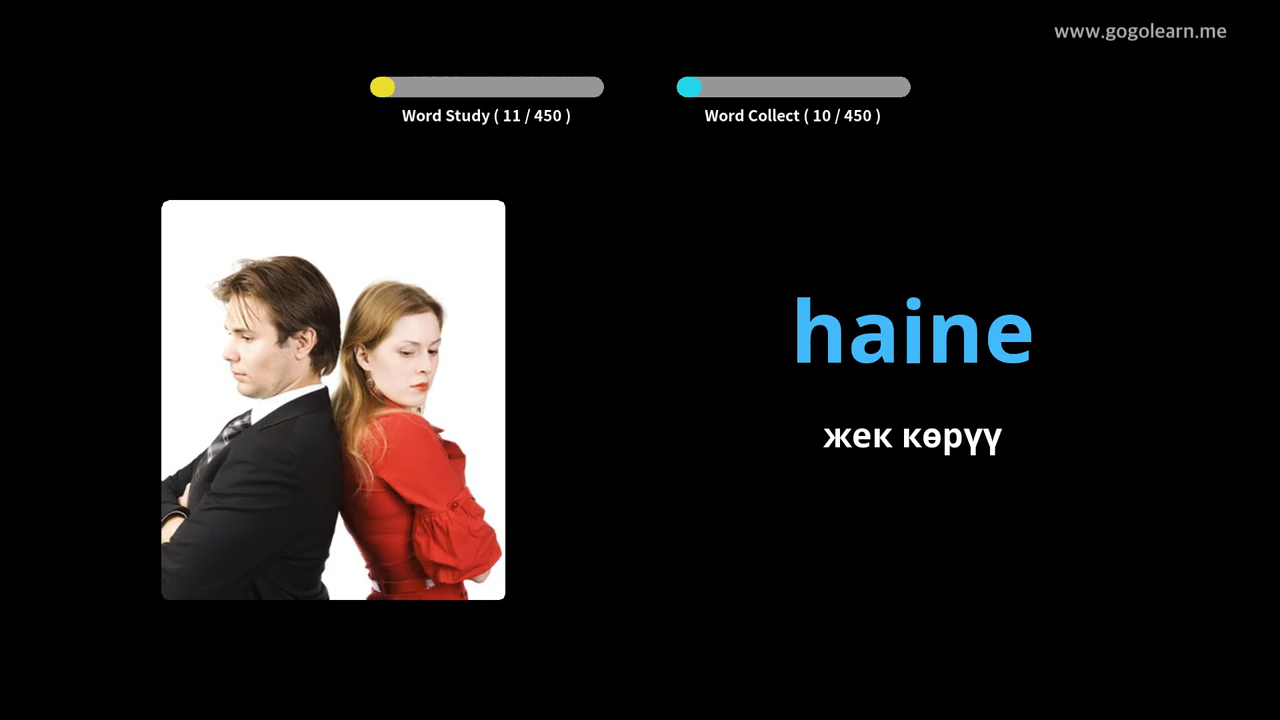 www.gogolearn.me
Word Study ( 11 / 450 )
Word Collect ( 10 / 450 )
haine
жек көрүү